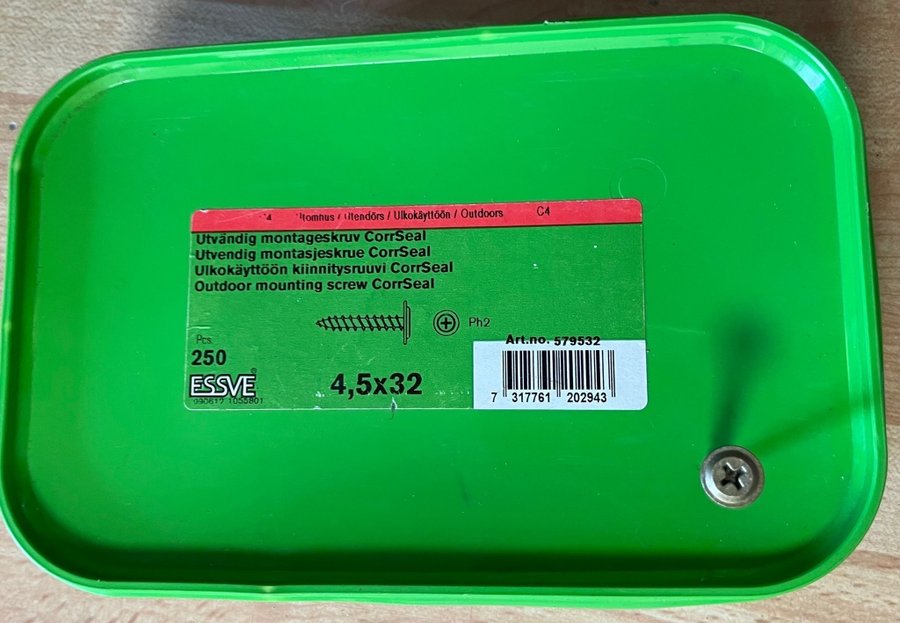 Utomhus / Utendörs / Ulkokäyttöön / Outdoors C4
Utvändig montageskruv CorrSeal
Utvendig montasjeskrue CorrSeal
Ulkokäyttöön kiinnitysruuvi CorrSeal
Outdoor mounting screw CorrSeal
Ph2
Pcs.
250
ESSVE®
4,5x32
Art.no. 579532
7 317761 202943